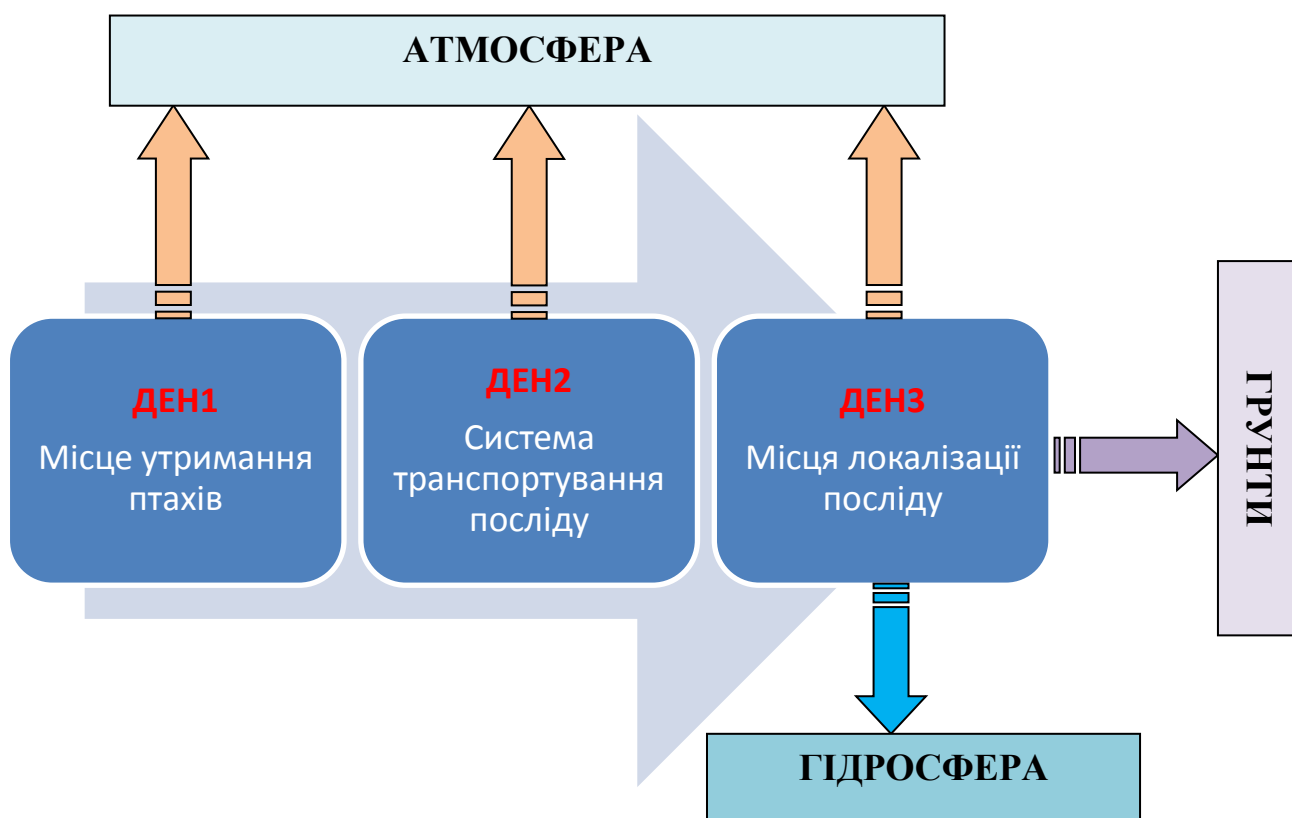 АТМОСФЕРА
ДЕН1
Місце утримання
птахів
ДЕН2
Система
транспортування
посліду
ДЕН3
Місця локалізації
посліду
ГРУНТИ
ГІДРОСФЕРА